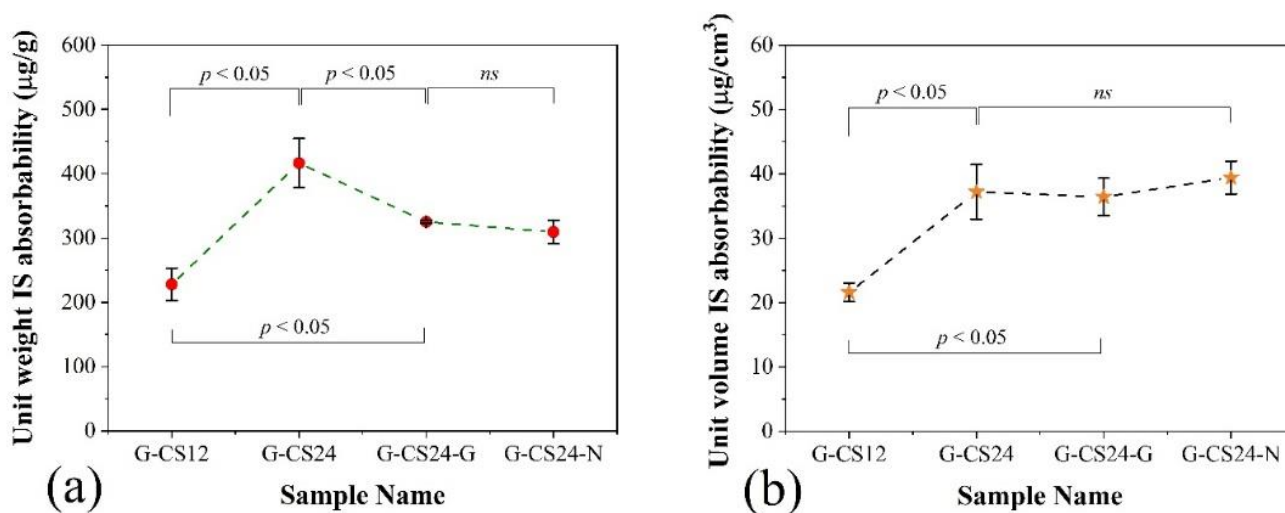 Unit weight IS absorbability (μg/g)
600
500
400
300
200
100
0
p < 0.05
p < 0.05
ns
p < 0.05
G-CS12
G-CS24
G-CS24-G
G-CS24-N
Sample Name
(a)
Unit volume IS absorbability (μg/cm³)
60
50
40
30
20
10
0
p < 0.05
ns
p < 0.05
G-CS12
G-CS24
G-CS24-G
G-CS24-N
Sample Name
(b)